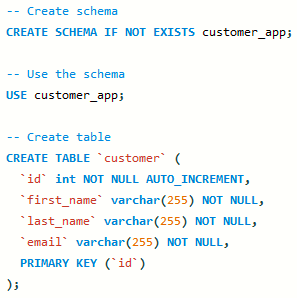 -- Create schema
CREATE SCHEMA IF NOT EXISTS customer_app;
-- Use the schema
USE customer_app;
-- Create table
CREATE TABLE `customer` (
  `id` int NOT NULL AUTO_INCREMENT,
  `first_name` varchar(255) NOT NULL,
  `last_name` varchar(255) NOT NULL,
  `email` varchar(255) NOT NULL,
  PRIMARY KEY (`id`)
);